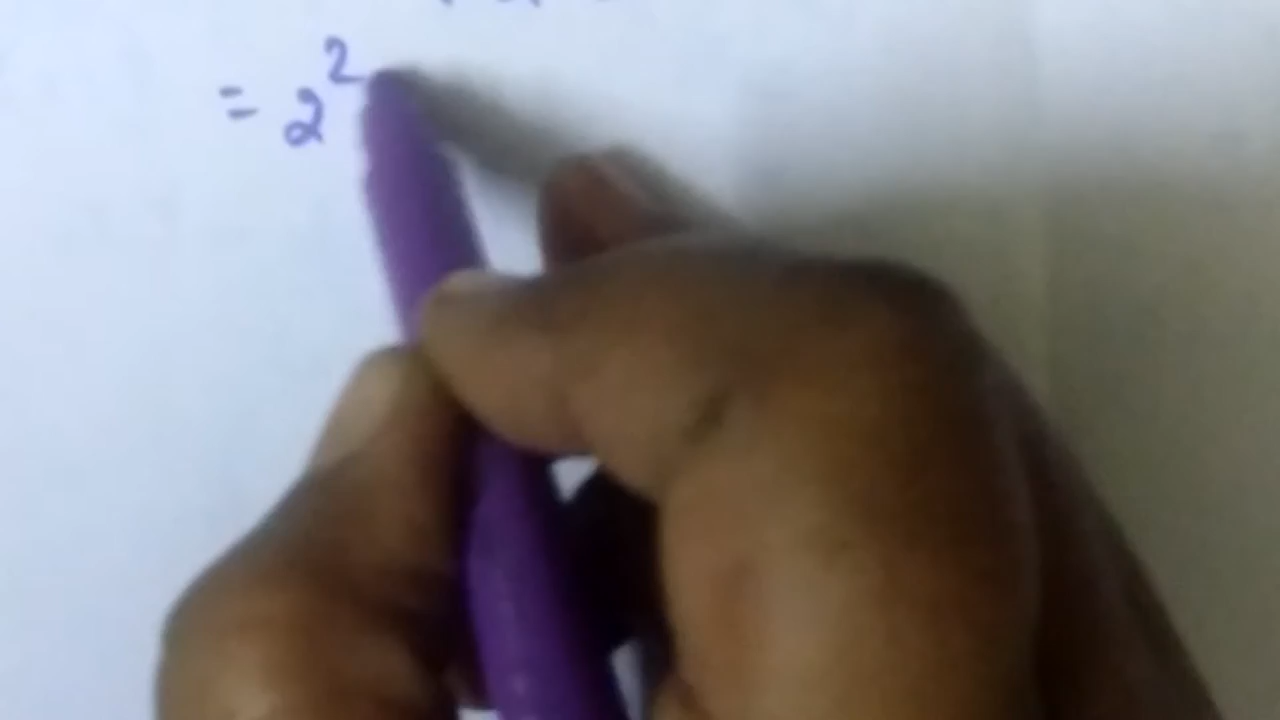 = 2²